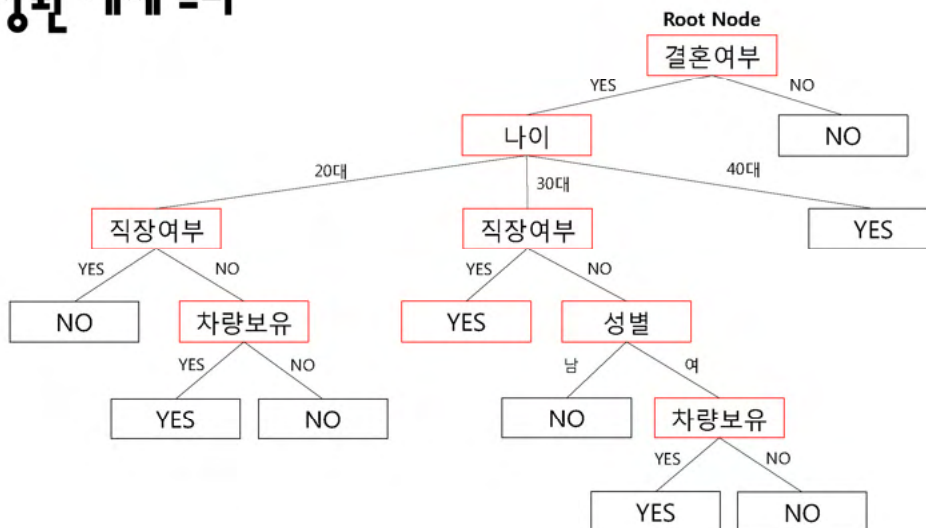 Root Node
결혼여부
YES
NO
나이
NO
20대
30대
40대
직장여부
직장여부
YES
YES
NO
YES
NO
NO
차량보유
YES
성별
YES
NO
남
여
YES
NO
NO
차량보유
YES
NO
YES
NO